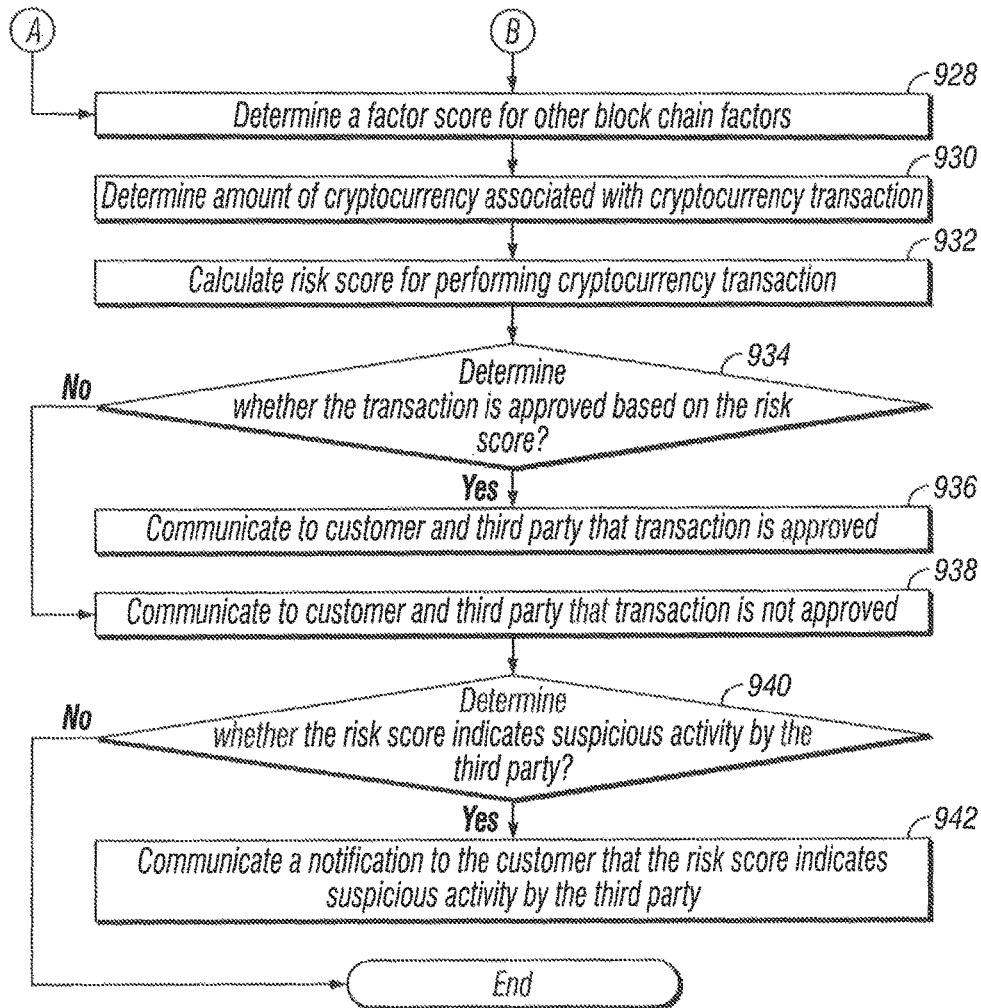 A
B
928
Determine a factor score for other block chain factors
930
Determine amount of cryptocurrency associated with cryptocurrency transaction
932
Calculate risk score for performing cryptocurrency transaction
934
Determine
whether the transaction is approved based on the risk
score?
No
Yes
936
Communicate to customer and third party that transaction is approved
938
Communicate to customer and third party that transaction is not approved
940
Determine
whether the risk score indicates suspicious activity by the
third party?
No
Yes
942
Communicate a notification to the customer that the risk score indicates
suspicious activity by the third party
End